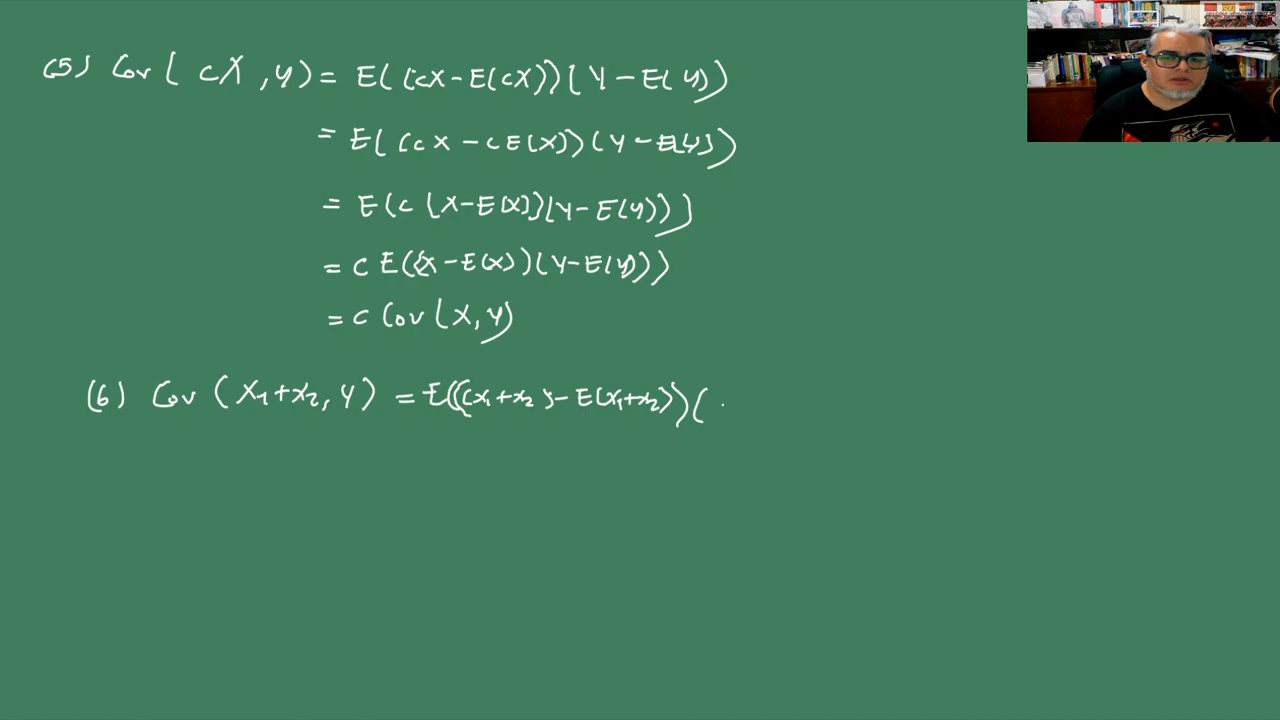 (5) Cov( cX , Y) = E( (cX - E(cX)) (Y - E(Y))
= E( (cX - cE(X)) (Y - E(Y))
= E(c (X - E(X)) (Y - E(Y)))
= c E((X - E(X)) (Y - E(Y)))
= c Cov(X, Y)
(6) Cov (X₁+X₂, Y) = E(((X₁+X₂) - E(X₁+X₂)) (